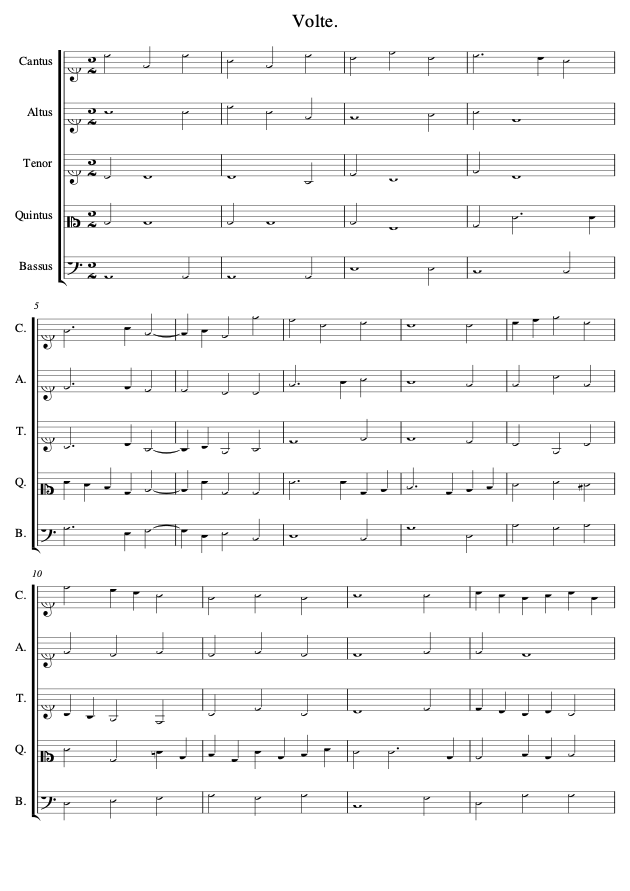 Volte.
Cantus
Altus
Tenor
Quintus
Bassus
5
C.
A.
T.
Q.
B.
10
C.
A.
T.
Q.
B.